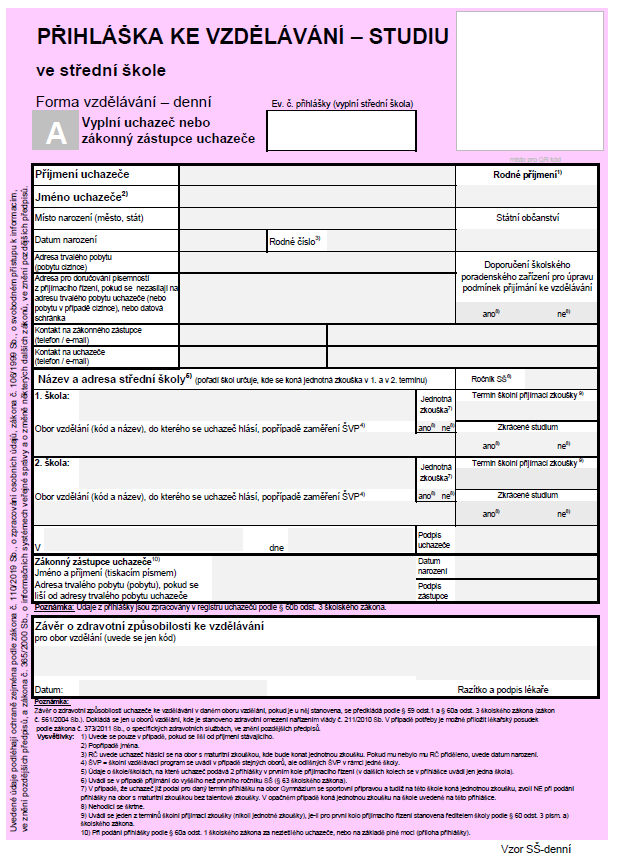 PŘIHLÁŠKA KE VZDĚLÁVÁNÍ – STUDIU
ve střední škole
Forma vzdělávání – denní
Ev. č. přihlášky (vyplní střední škola)
A
Vyplní uchazeč nebo
zákonný zástupce uchazeče
místo pro QR kód
Příjmení uchazeče
Rodné příjmení1)
Jméno uchazeče2)
Místo narození (město, stát)
Státní občanství
Datum narození
Rodné číslo3)
Adresa trvalého pobytu
(pobytu cizince)
Doporučení školského
poradenského zařízení pro úpravu
podmínek přijímání ke vzdělávání
Adresa pro doručování písemností
z přijímacího řízení, pokud se nezasílají na
adresu trvalého pobytu uchazeče (nebo
pobytu v případě cizince), nebo datová
schránka
ano8) ne8)
Kontakt na zákonného zástupce
(telefon / e-mail)
Kontakt na uchazeče
(telefon / e-mail)
Název a adresa střední školy5) (pořadí škol určuje, kde se koná jednotná zkouška v 1. a v 2. termínu)
Ročník SŠ6)
1. škola:
Jednotná
zkouška7)
ano8) ne8)
Termín školní přijímací zkoušky 9)
Obor vzdělání (kód a název), do kterého se uchazeč hlásí, popřípadě zaměření ŠVP4)
Zkrácené studium
ano8) ne8)
2. škola:
Jednotná
zkouška7)
ano8) ne8)
Termín školní přijímací zkoušky 9)
Obor vzdělání (kód a název), do kterého se uchazeč hlásí, popřípadě zaměření ŠVP4)
Zkrácené studium
ano8) ne8)
V
dne
Podpis
uchazeče
Zákonný zástupce uchazeče10)
Jméno a příjmení (tiskacím písmem)
Datum
narození
Adresa trvalého pobytu (pobytu), pokud se
liší od adresy trvalého pobytu uchazeče
Podpis
zástupce
Poznámka: Údaje z přihlášky jsou zpracovány v registru uchazečů podle § 60b odst. 3 školského zákona.
Závěr o zdravotní způsobilosti ke vzdělávání
pro obor vzdělání (uvede se jen kód)
Datum:
Razítko a podpis lékaře
Poznámka:
Závěr o zdravotní způsobilosti uchazeče ke vzdělávání v daném oboru vzdělání, pokud je u něj stanovena, se předkládá podle § 59 odst.1 a § 60a odst. 3 školského zákona (zákon
č. 561/2004 Sb.). Dokládá se jen u oborů vzdělání, kde je stanoveno zdravotní omezení nařízením vlády č. 211/2010 Sb. V případě potřeby je možné přiložit lékařský posudek
podle zákona č. 373/2011 Sb., o specifických zdravotních službách, ve znění pozdějších předpisů.
Vysvětlivky: 1) Uvede se pouze v případě, pokud se liší od příjmení stávajícího.
2) Popřípadě jména.
3) RČ uvede uchazeč hlásící se na obor s maturitní zkouškou, kde bude konat jednotnou zkoušku. Pokud mu nebylo mu RČ přiděleno, uvede datum narození.
4) ŠVP = školní vzdělávací program se uvádí v případě stejných oborů, ale odlišných ŠVP v rámci jedné školy.
5) Údaje o škole/školách, na které uchazeč podává 2 přihlášky v prvním kole přijímacího řízení (v dalších kolech se v přihlášce uvádí jen jedna škola).
6) Uvádí se v případě přijímání do vyššího než prvního ročníku SŠ (§ 63 školského zákona).
7) V případě, že uchazeč již podal pro daný termín přihlášku na obor Gymnázium se sportovní přípravou a tudíž na této škole koná jednotnou zkoušku, zvolí NE při podání
přihlášky na obor s maturitní zkouškou bez talentové zkoušky. V opačném případě koná jednotnou zkoušku na škole uvedené na této přihlášce.
8) Nehodící se škrtne.
9) Uvádí se jeden z termínů školní přijímací zkoušky (nikoli jednotné zkoušky), je-li pro první kolo přijímacího řízení stanovena ředitelem školy podle § 60 odst. 3 písm. a)
školského zákona.
10) Při podání přihlášky podle § 60a odst. 1 školského zákona za nezletilého uchazeče, nebo na základě plné moci (příloha přihlášky).
Uvedené údaje podléhají ochraně zejména podle zákona č. 110/2019 Sb., o zpracování osobních údajů, zákona č. 106/1999 Sb., o svobodném přístupu k informacím,
ve znění pozdějších předpisů, a zákona č. 365/2000 Sb., o informačních systémech veřejné správy a o změně některých dalších zákonů, ve znění pozdějších předpisů.
Vzor SŠ-denní